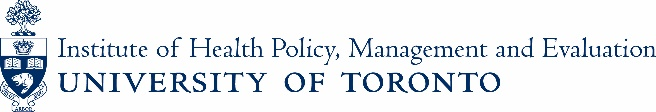 Institute of Health Policy, Management and Evaluation
UNIVERSITY OF TORONTO